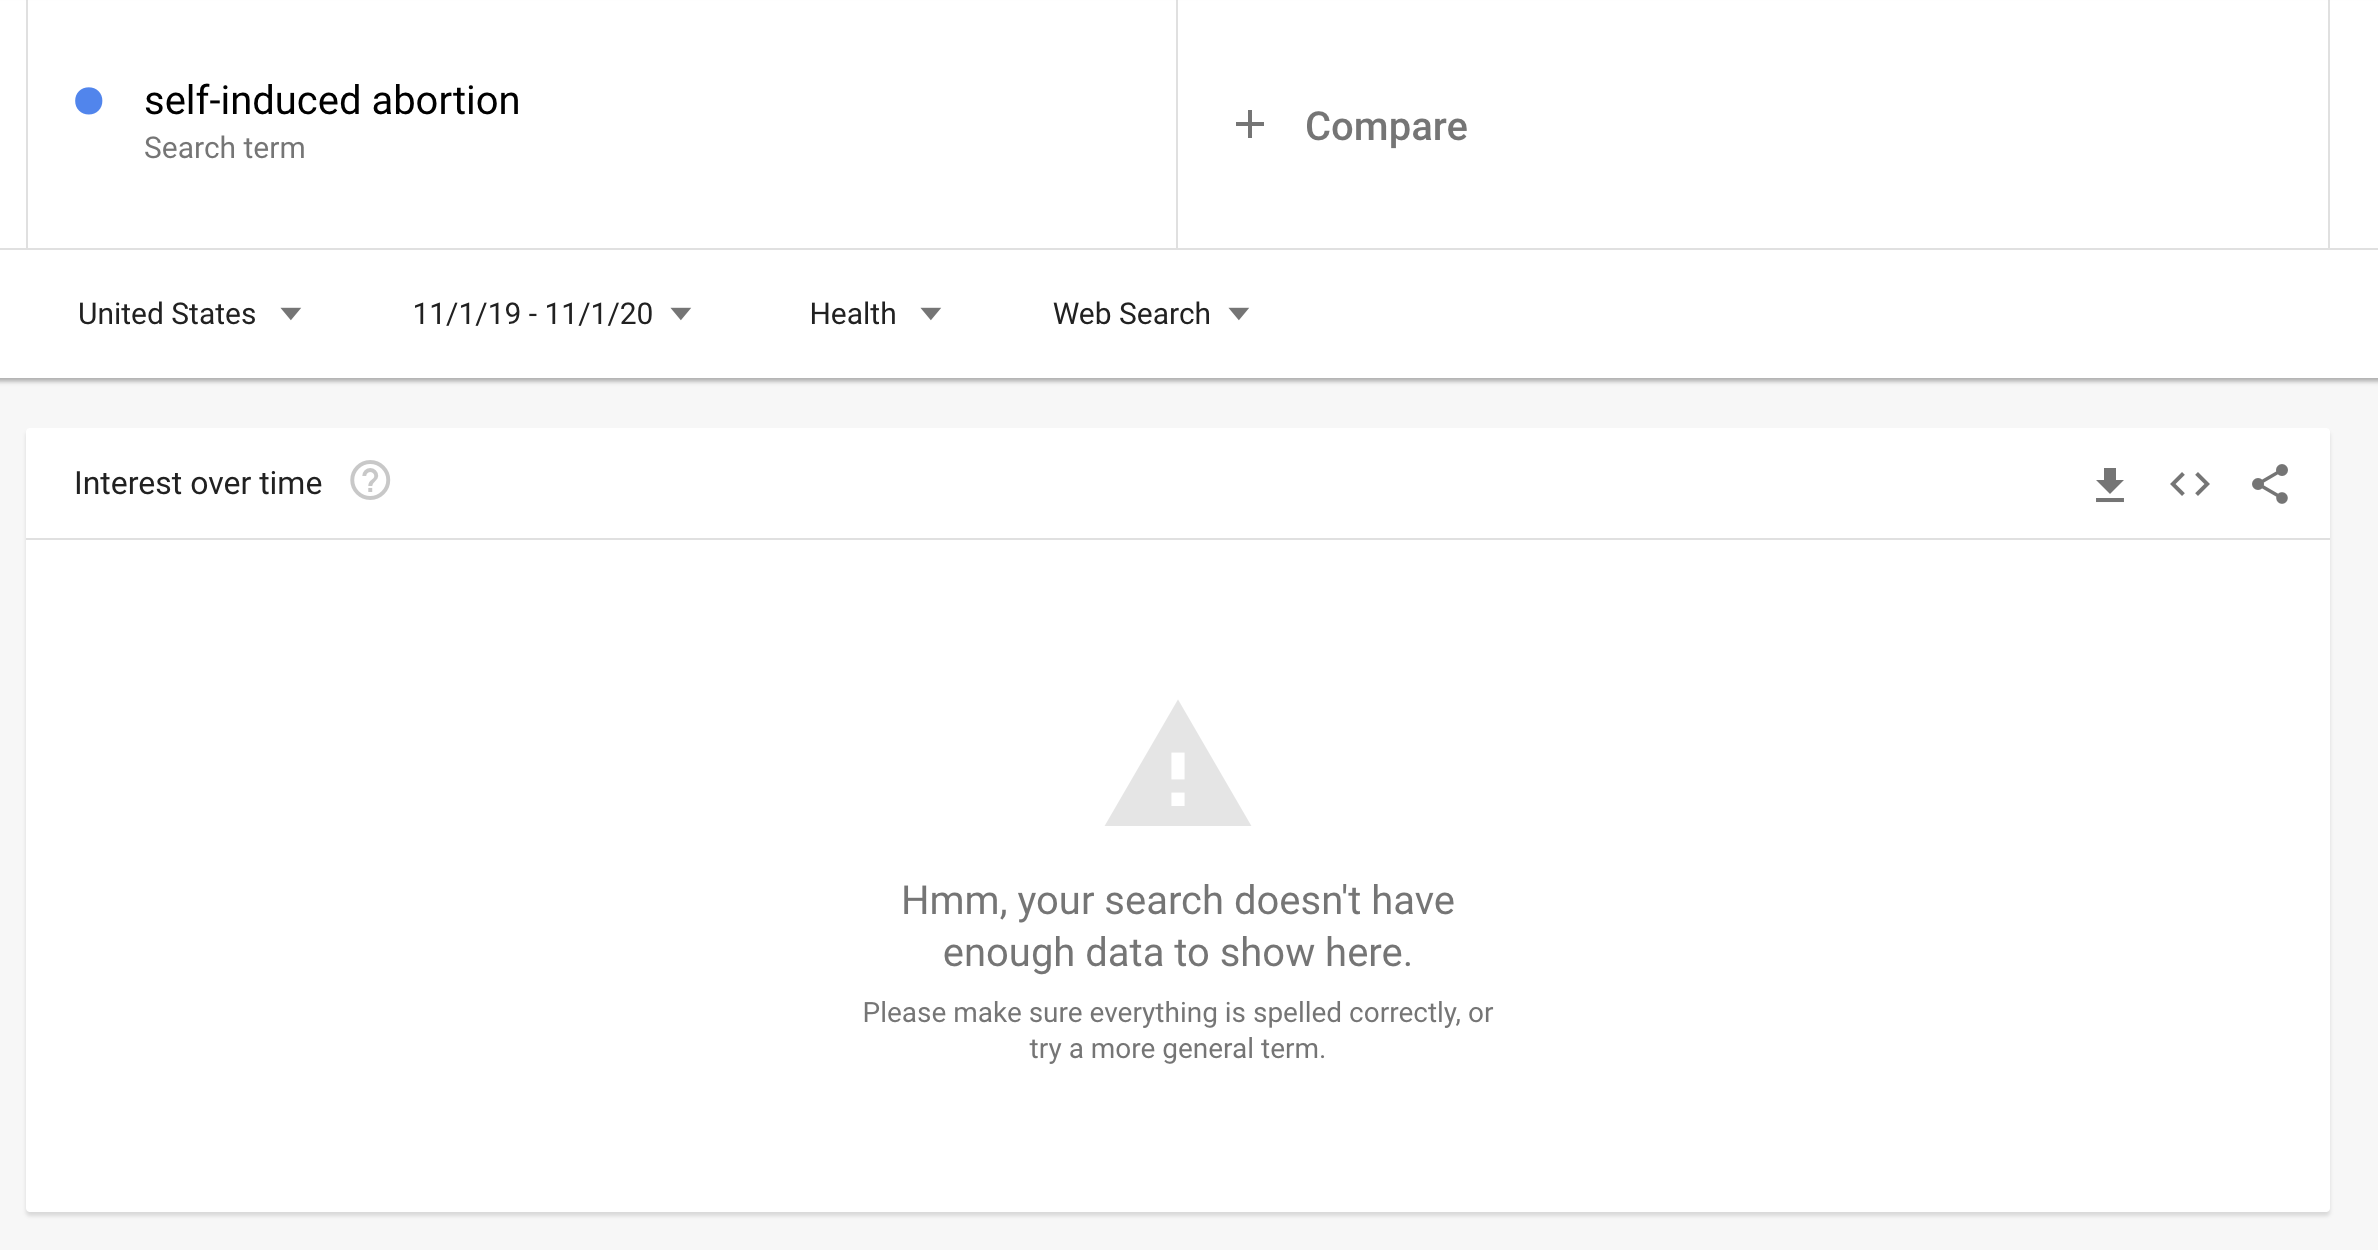 self-induced abortion
Search term
+ Compare
United States
11/1/19 - 11/1/20
Health
Web Search
Interest over time
Hmm, your search doesn't have
enough data to show here.
Please make sure everything is spelled correctly, or
try a more general term.